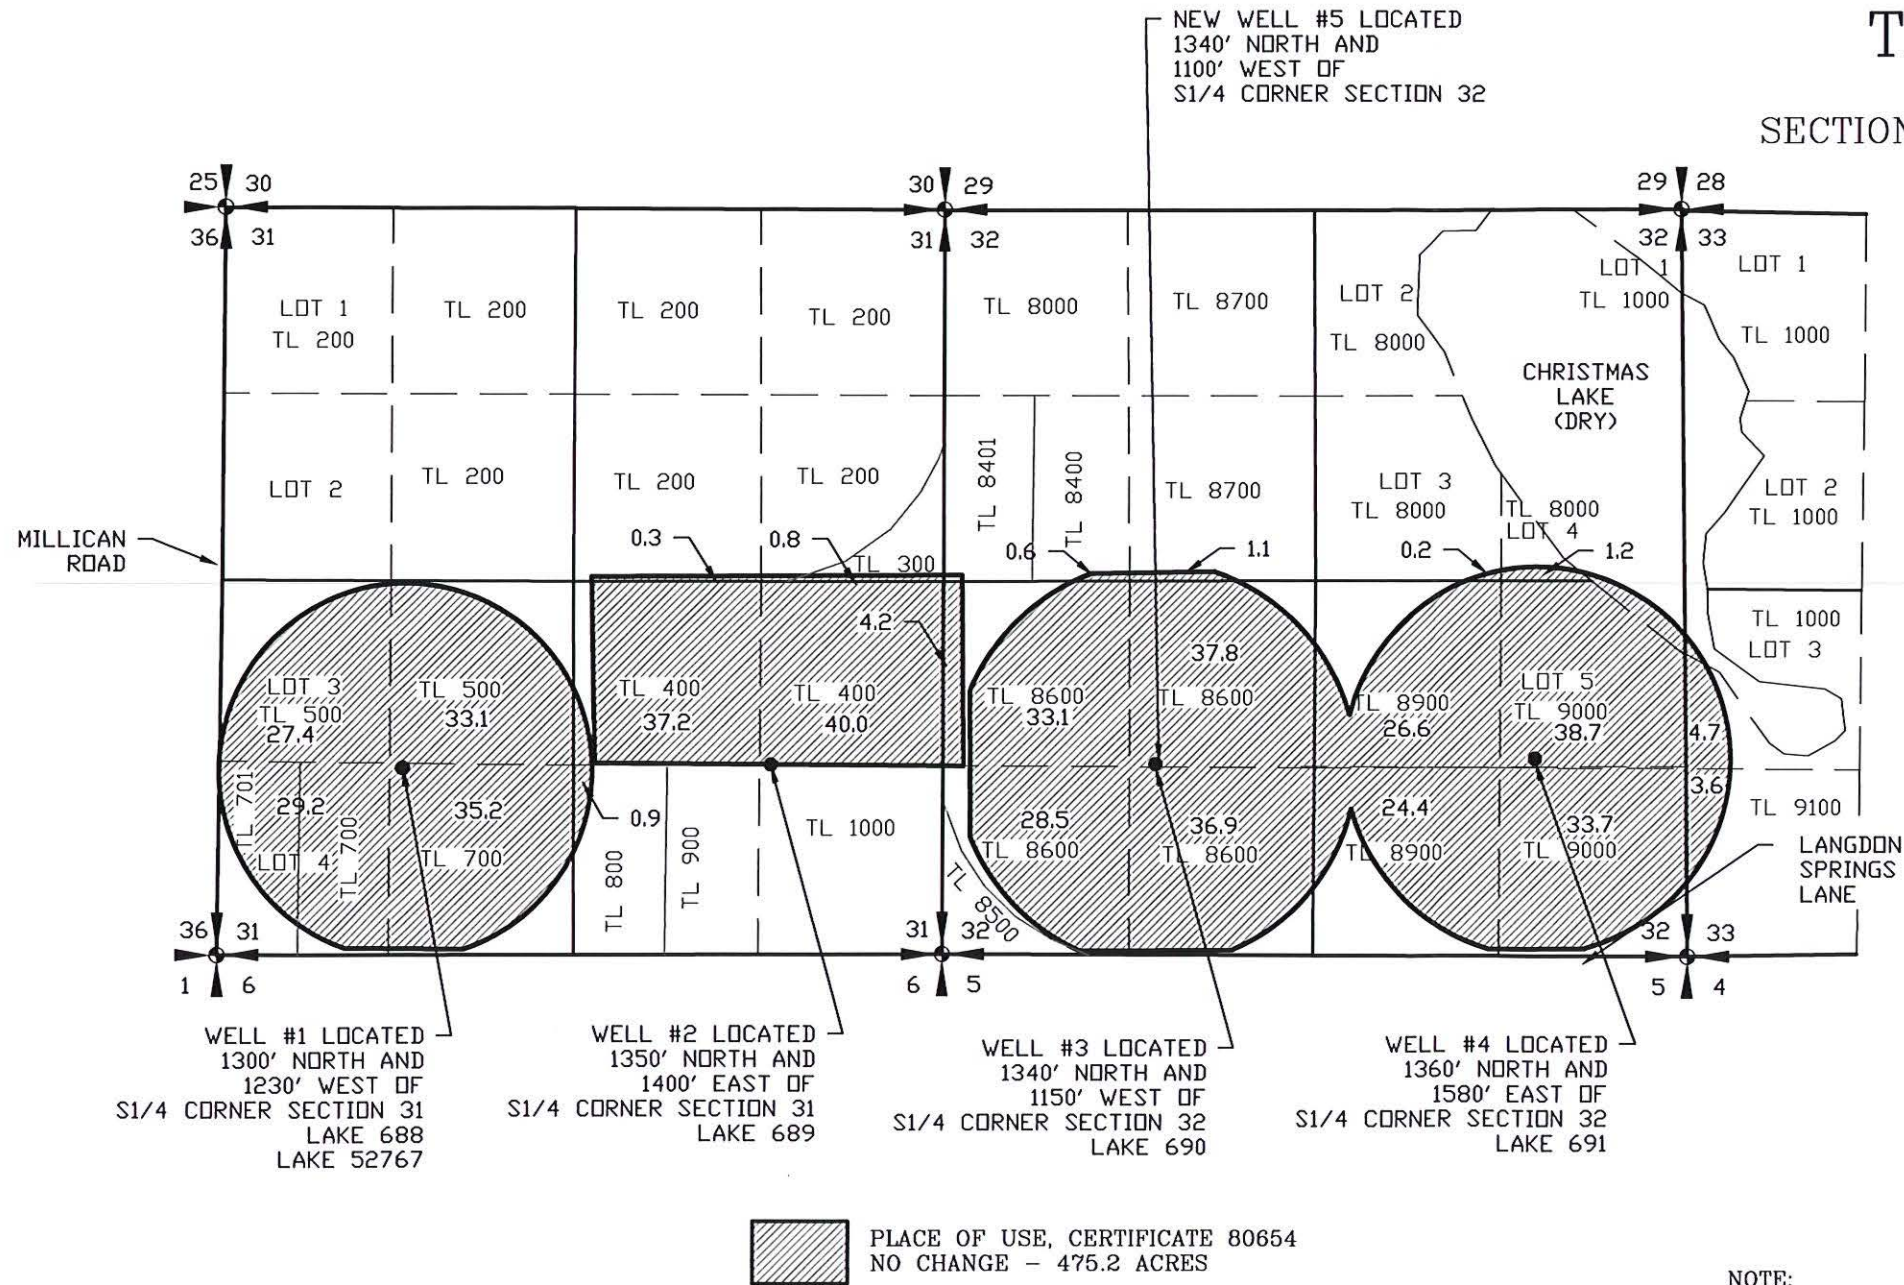 NEW WELL #5 LOCATED
1340' NORTH AND
1100' WEST OF
S1/4 CORNER SECTION 32
T
SECTION
25 30
30 29
29 28
36 31
31 32
32 33
LOT 1
TL 200
TL 200
TL 200
TL 200
TL 8000
TL 8700
LOT 2
TL 8000
LOT 1
TL 1000
LOT 1
TL 1000
CHRISTMAS
LAKE
(DRY)
LOT 2
TL 200
TL 200
TL 200
TL 8401
TL 8400
TL 8700
LOT 3
TL 8000
TL 8000
LOT 4
LOT 2
TL 1000
MILLICAN
ROAD
0.3
0.8
TL 300
0.6
1.1
0.2
1.2
4.2
TL 1000
LOT 3
LOT 3
TL 500
27.4
TL 500
33.1
TL 400
37.2
TL 400
40.0
TL 8600
33.1
37.8
TL 8600
TL 8900
26.6
LOT 5
TL 9000
38.7
4.7
TL 701
29.2
LOT 4
TL 700
35.2
TL 700
0.9
TL 800
TL 900
TL 1000
TL 8500
28.5
TL 8600
36.9
TL 8600
24.4
TL 8900
33.7
TL 9000
3.6
TL 9100
LANGDON
SPRINGS
LANE
36 31
31 32
32 33
1 6
6 5
5 4
WELL #1 LOCATED
1300' NORTH AND
1230' WEST OF
S1/4 CORNER SECTION 31
LAKE 688
LAKE 52767
WELL #2 LOCATED
1350' NORTH AND
1400' EAST OF
S1/4 CORNER SECTION 31
LAKE 689
WELL #3 LOCATED
1340' NORTH AND
1150' WEST OF
S1/4 CORNER SECTION 32
LAKE 690
WELL #4 LOCATED
1360' NORTH AND
1580' EAST OF
S1/4 CORNER SECTION 32
LAKE 691
PLACE OF USE, CERTIFICATE 80654
NO CHANGE - 475.2 ACRES
NOTE: